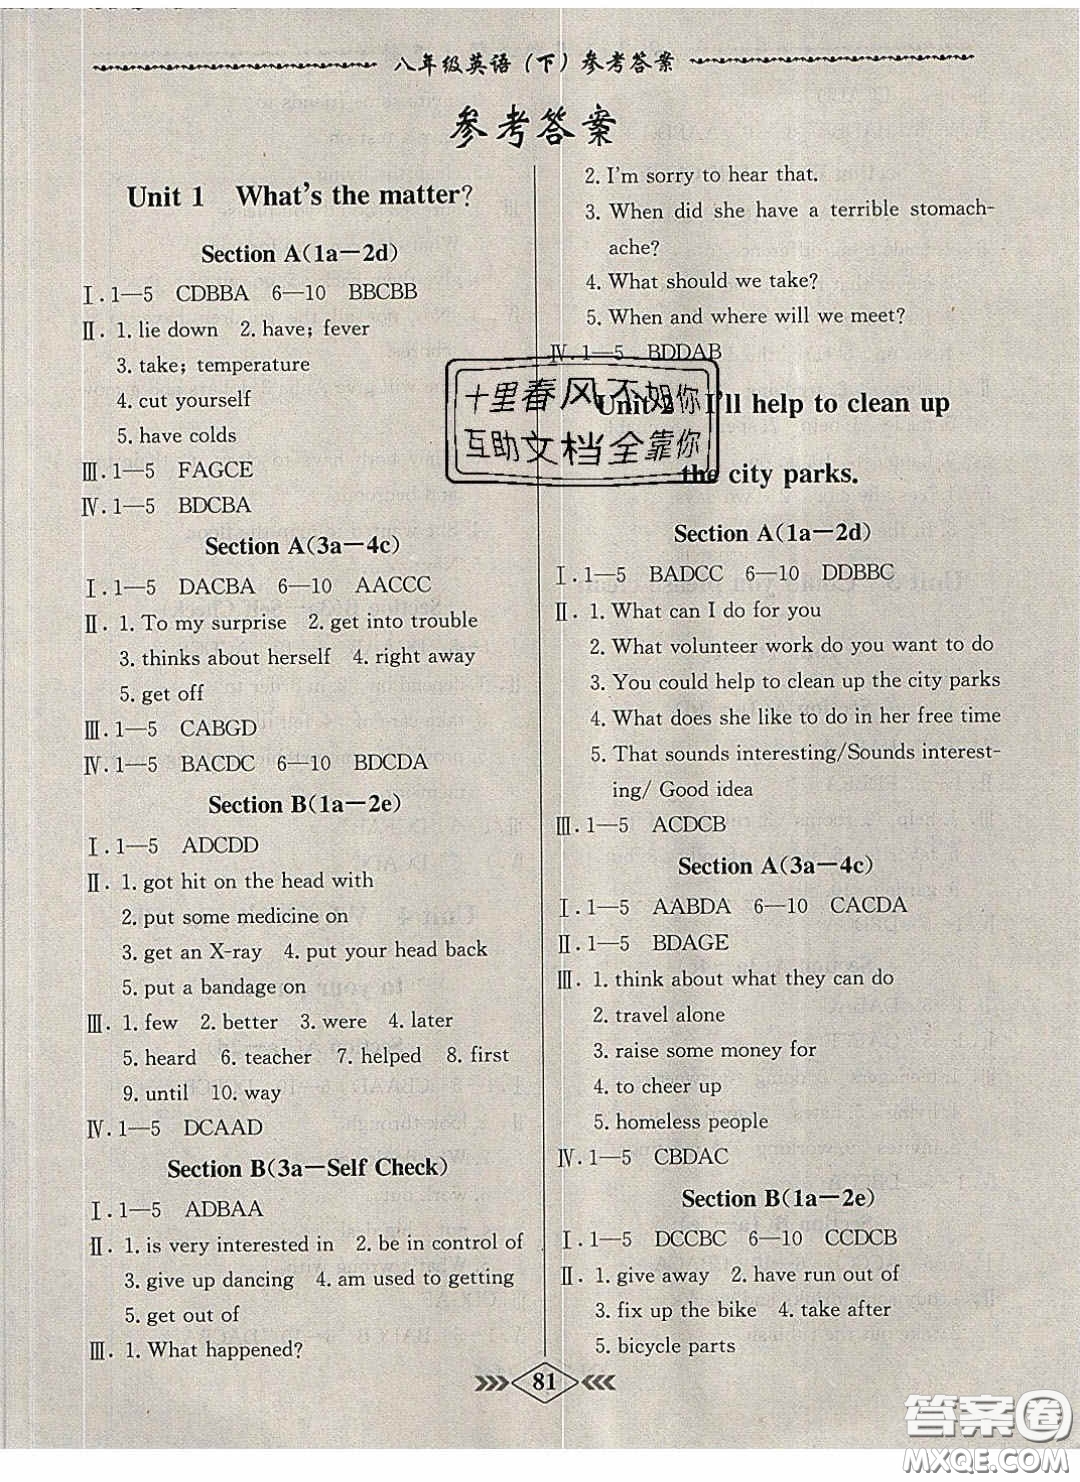 八年级英语(下)参考答案
参考答案
Unit 1 What's the matter?
Section A(1a—2d)
Ⅰ. 1—5 CDBBA 6—10 BBCBB
Ⅱ. 1. lie down 2. have; fever
3. take; temperature
4. cut yourself
5. have colds
Ⅲ. 1—5 FAGCE
Ⅳ. 1—5 BDCBA
Section A(3a—4c)
Ⅰ. 1—5 DACBA 6—10 AACCC
Ⅱ. 1. To my surprise 2. get into trouble
3. thinks about herself 4. right away
5. get off
Ⅲ. 1—5 CABGD
Ⅳ. 1—5 BACDC 6—10 BDCDA
Section B(1a—2e)
Ⅰ. 1—5 ADCDD
Ⅱ. 1. got hit on the head with
2. put some medicine on
3. get an X-ray 4. put your head back
5. put a bandage on
Ⅲ. 1. few 2. better 3. were 4. later
5. heard 6. teacher 7. helped 8. first
9. until 10. way
Ⅳ. 1—5 DCAAD
Section B(3a—Self Check)
Ⅰ. 1—5 ADBAA
Ⅱ. 1. is very interested in 2. be in control of
3. give up dancing 4. am used to getting
5. get out of
Ⅲ. 1. What happened?
2. I'm sorry to hear that.
3. When did she have a terrible stomach-
ache?
4. What should we take?
5. When and where will we meet?
Ⅳ. 1—5 BDDAB
Unit 2 I'll help to clean up
the city parks.
十里春风不如你
互助文档全靠你
Section A(1a—2d)
Ⅰ. 1—5 BADCC 6—10 DDBBC
Ⅱ. 1. What can I do for you
2. What volunteer work do you want to do
3. You could help to clean up the city parks
4. What does she like to do in her free time
5. That sounds interesting/Sounds interest-
ing/ Good idea
Ⅲ. 1—5 ACDCB
Section A(3a—4c)
Ⅰ. 1—5 AABDA 6—10 CACDA
Ⅱ. 1—5 BDAGE
Ⅲ. 1. think about what they can do
2. travel alone
3. raise some money for
4. to cheer up
5. homeless people
Ⅳ. 1—5 CBDAC
Section B(1a—2e)
Ⅰ. 1—5 DCCBC 6—10 CCDCB
Ⅱ. 1. give away 2. have run out of
3. fix up the bike 4. take after
5. bicycle parts
81
答案圈
MXQE.COM